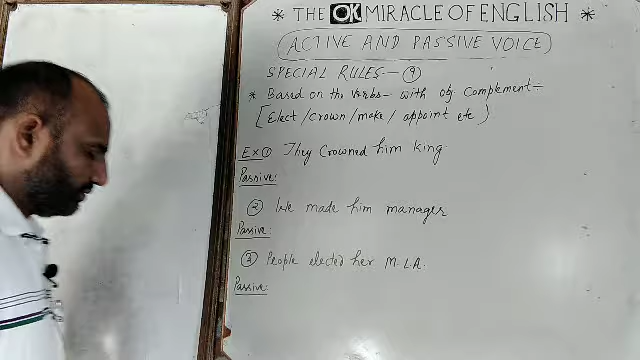 * THE OK MIRACLE OF ENGLISH *
ACTIVE AND PASSIVE VOICE
SPECIAL RULES - 9
* Based on the Verbs - with obj Complement -
[Elect / crown / make / appoint etc)
Ex 1 They Crowned him king
Passive:
2 We made him manager
Passive:
3 People elected her M.L.A.
Passive: